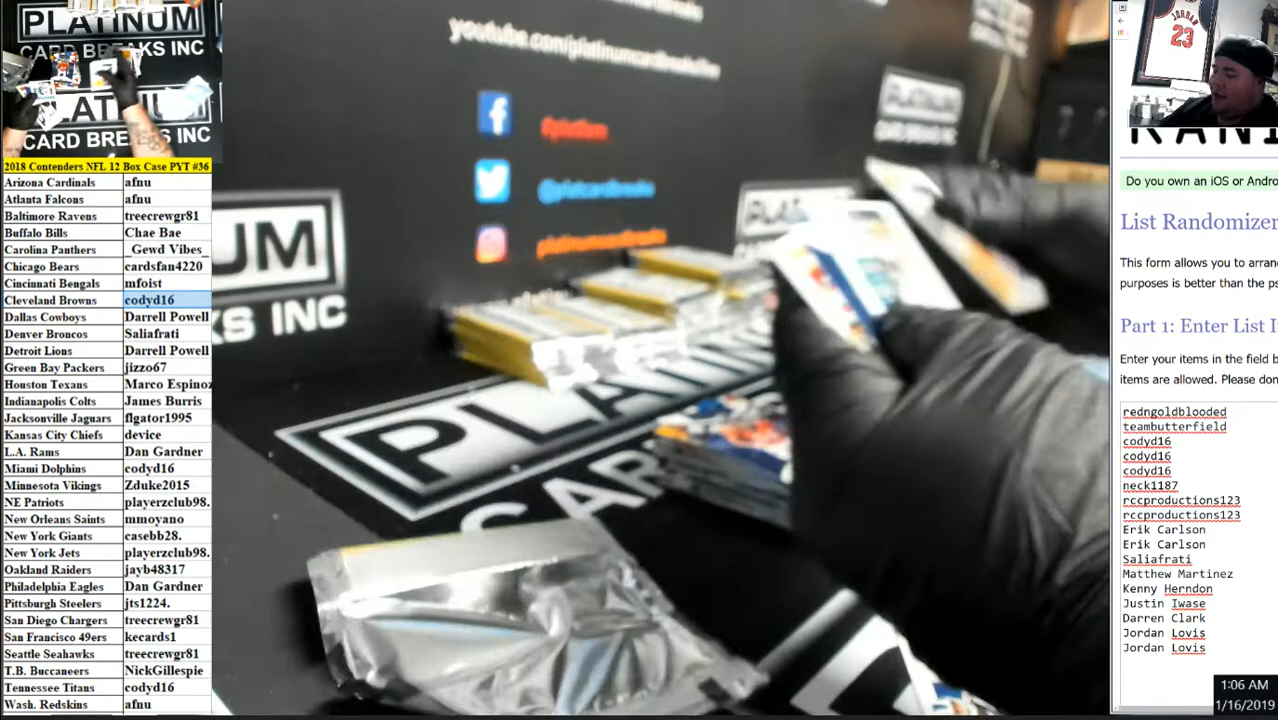 PLATINUM
CARD BREAKS INC
PLATINUM
CARD BREAKS INC
2018 Contenders NFL 12 Box Case PYT #36
Arizona Cardinals afnu
Atlanta Falcons afnu
Baltimore Ravens treecrewgr81
Buffalo Bills Chae Bae
Carolina Panthers _Gewd Vibes_
Chicago Bears cardsfan4220
Cincinnati Bengals mfoist
Cleveland Browns codyd16
Dallas Cowboys Darrell Powell
Denver Broncos Saliafrati
Detroit Lions Darrell Powell
Green Bay Packers jizzo67
Houston Texans Marco Espinoz
Indianapolis Colts James Burris
Jacksonville Jaguars flgator1995
Kansas City Chiefs device
L.A. Rams Dan Gardner
Miami Dolphins codyd16
Minnesota Vikings Zduke2015
NE Patriots playerzclub98.
New Orleans Saints mmoyano
New York Giants casebb28.
New York Jets playerzclub98.
Oakland Raiders jayb48317
Philadelphia Eagles Dan Gardner
Pittsburgh Steelers jts1224.
San Diego Chargers treecrewgr81
San Francisco 49ers kecards1
Seattle Seahawks treecrewgr81
T.B. Buccaneers NickGillespie
Tennessee Titans codyd16
Wash. Redskins afnu
youtube.com/platinumcardbreakslive
@platcardbreaks
platinumcardbreaks
PLATINUM
CARD BREAKS INC
UM
KS INC
PLATINUM
CAR
JORDAN
23
RAND
Do you own an iOS or Andro
List Randomizer
This form allows you to arran
purposes is better than the ps
Part 1: Enter List I
Enter your items in the field b
items are allowed. Please don
redngoldblooded
teambutterfield
codyd16
codyd16
codyd16
neck1187
rccproductions123
rccproductions123
Erik Carlson
Erik Carlson
Saliafrati
Matthew Martinez
Kenny Herndon
Justin Iwase
Darren Clark
Jordan Lovis
Jordan Lovis
1:06 AM
1/16/2019